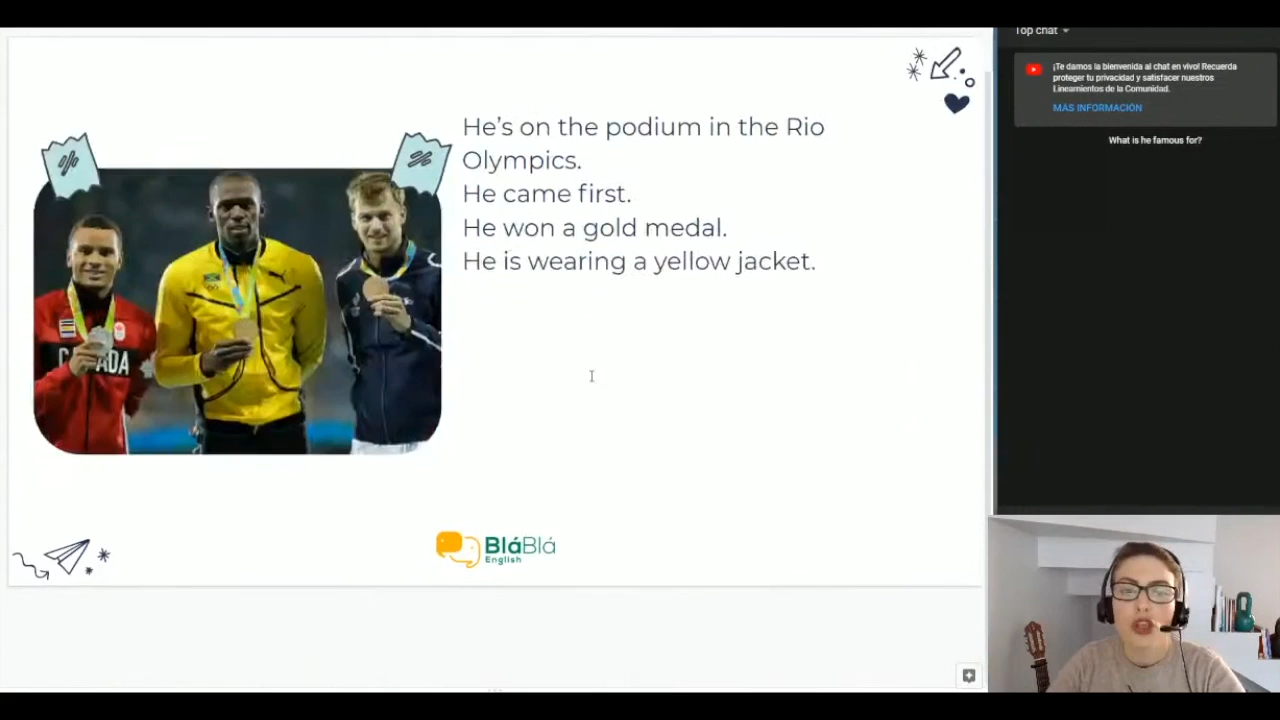 He's on the podium in the Rio
Olympics.
He came first.
He won a gold medal.
He is wearing a yellow jacket.
CANADA
BláBlá
English
Top chat
¡Te damos la bienvenida al chat en vivo! Recuerda
proteger tu privacidad y satisfacer nuestros
Lineamientos de la Comunidad.
MÁS INFORMACIÓN
What is he famous for?